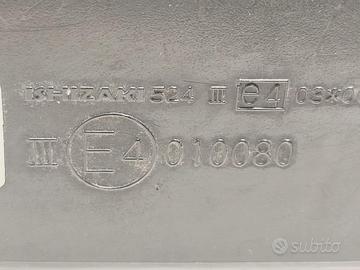 ISHIZAKI 524 III e4 03*0
III E4 010080
subito